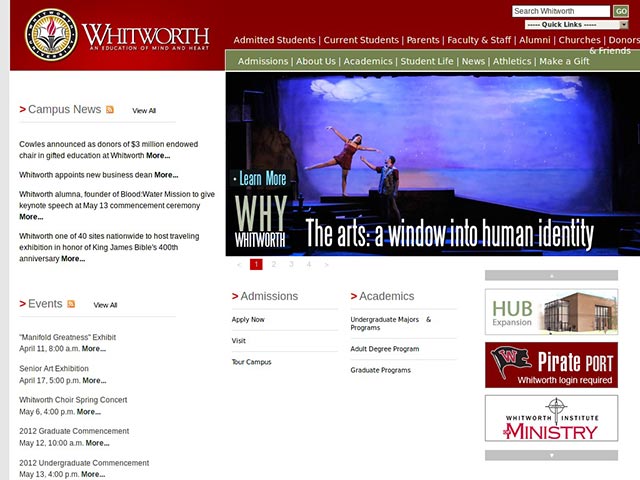 WHITWORTH
AN EDUCATION OF MIND AND HEART
Search Whitworth GO
----- Quick Links -----
Admitted Students | Current Students | Parents | Faculty & Staff | Alumni | Churches | Donors
& Friends
Admissions | About Us | Academics | Student Life | News | Athletics | Make a Gift
> Campus News View All
Cowles announced as donors of $3 million endowed
chair in gifted education at Whitworth More...
Whitworth appoints new business dean More...
Whitworth alumna, founder of Blood:Water Mission to give
keynote speech at May 13 commencement ceremony
More...
Whitworth one of 40 sites nationwide to host traveling
exhibition in honor of King James Bible's 400th
anniversary More...
> Events View All
"Manifold Greatness" Exhibit
April 11, 8:00 a.m. More...
Senior Art Exhibition
April 17, 5:00 p.m. More...
Whitworth Choir Spring Concert
May 6, 4:00 p.m. More...
2012 Graduate Commencement
May 12, 10:00 a.m. More...
2012 Undergraduate Commencement
May 13, 4:00 p.m. More...
• Learn More
WHY
WHITWORTH
The arts: a window into human identity
< 1 2 3 4 >
> Admissions
Apply Now
Visit
Tour Campus
> Academics
Undergraduate Majors &
Programs
Adult Degree Program
Graduate Programs
HUB
Expansion
W
Pirate PORT
Whitworth login required
WHITWORTH INSTITUTE
of MINISTRY